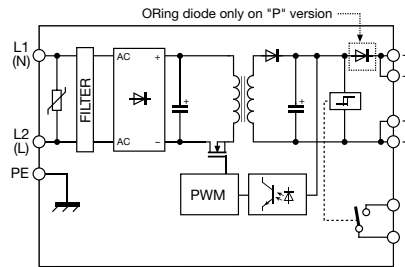 ORing diode only on "P" version
L1
(N)
AC
+
FILTER
+
+
+
L2
(L)
AC
−
PE
PWM
-
-